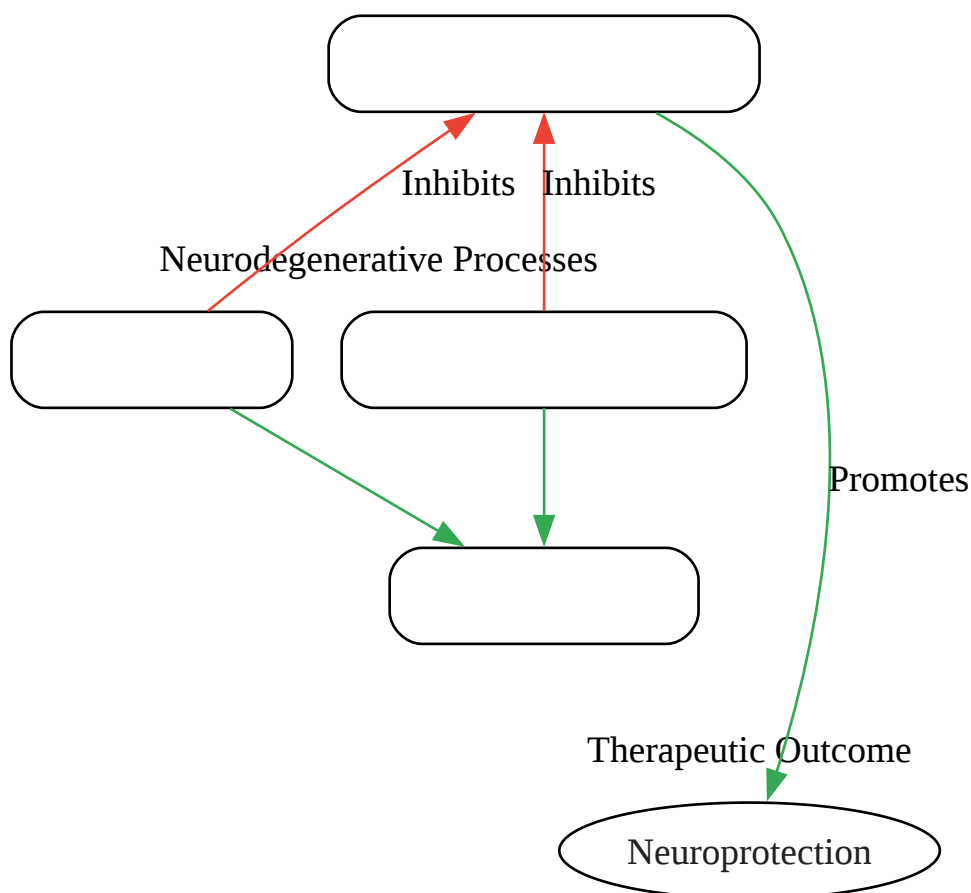 Inhibits
Inhibits
Neurodegenerative Processes
Promotes
Therapeutic Outcome
Neuroprotection